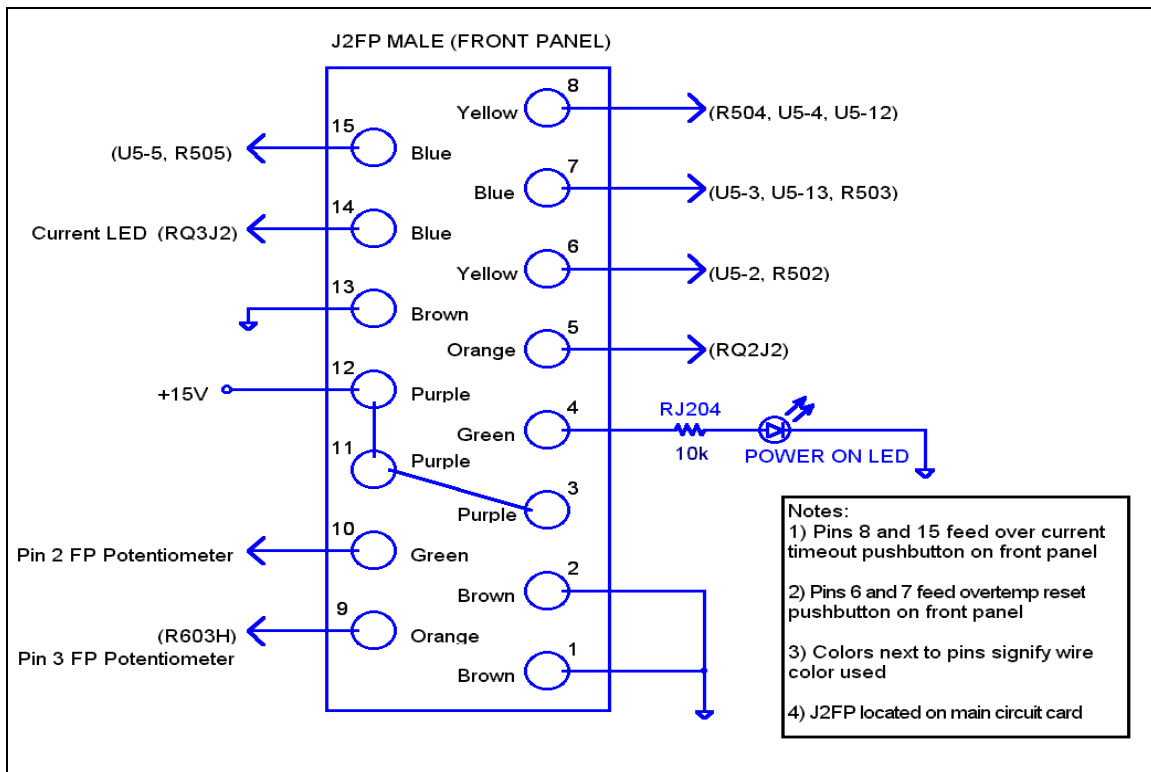 J2FP MALE (FRONT PANEL)
8
Yellow
(R504, U5-4, U5-12)
15
(U5-5, R505)
Blue
7
Blue
(U5-3, U5-13, R503)
14
Current LED (RQ3J2)
Blue
6
Yellow
(U5-2, R502)
13
Brown
5
Orange
(RQ2J2)
12
+15V
Purple
4
Green
RJ204
10k
POWER ON LED
11
Purple
3
Purple
10
Pin 2 FP Potentiometer
Green
2
Brown
9
(R603H)
Pin 3 FP Potentiometer
Orange
1
Brown
Notes:
1) Pins 8 and 15 feed over current
timeout pushbutton on front panel
2) Pins 6 and 7 feed overtemp reset
pushbutton on front panel
3) Colors next to pins signify wire
color used
4) J2FP located on main circuit card